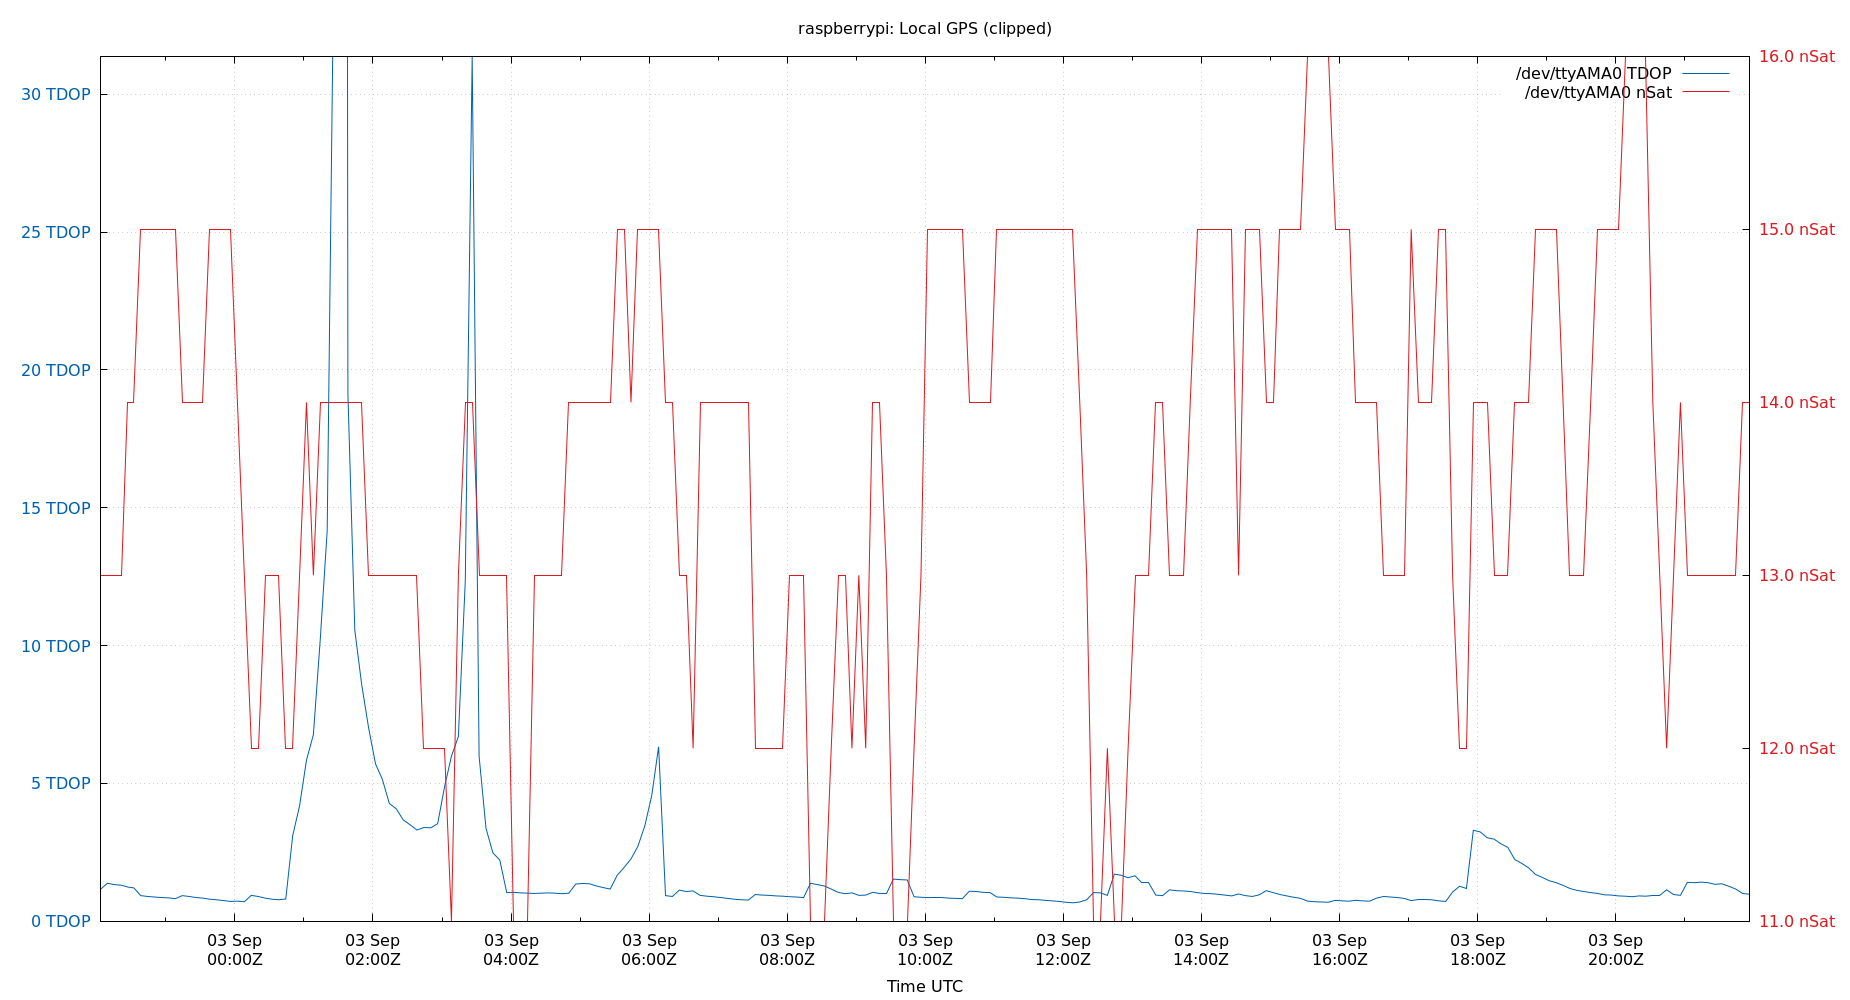 raspberrypi: Local GPS (clipped)
/dev/ttyAMA0 TDOP
/dev/ttyAMA0 nSat
30 TDOP
25 TDOP
20 TDOP
15 TDOP
10 TDOP
5 TDOP
0 TDOP
16.0 nSat
15.0 nSat
14.0 nSat
13.0 nSat
12.0 nSat
11.0 nSat
03 Sep
00:00Z
03 Sep
02:00Z
03 Sep
04:00Z
03 Sep
06:00Z
03 Sep
08:00Z
03 Sep
10:00Z
03 Sep
12:00Z
03 Sep
14:00Z
03 Sep
16:00Z
03 Sep
18:00Z
03 Sep
20:00Z
Time UTC